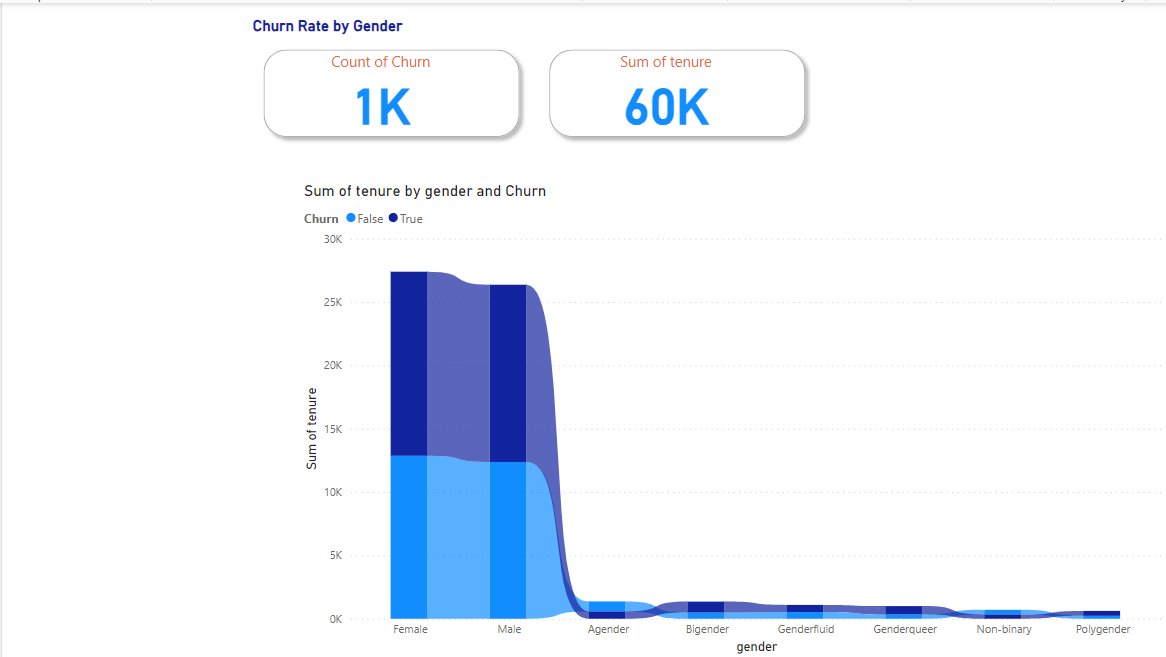 Churn Rate by Gender
Count of Churn
1K
Sum of tenure
60K
Sum of tenure by gender and Churn
Churn False True
30K
25K
20K
15K
10K
5K
0K
Sum of tenure
Female Male Agender Bigender Genderfluid Genderqueer Non-binary Polygender
gender